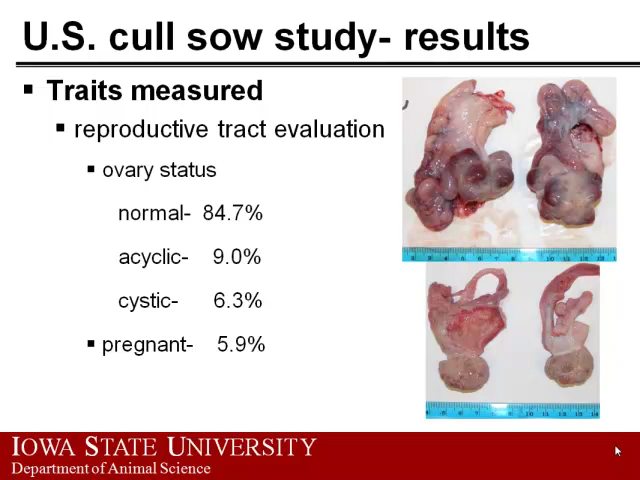 U.S. cull sow study- results
▪ Traits measured
▪ reproductive tract evaluation
▪ ovary status
normal- 84.7%
acyclic- 9.0%
cystic- 6.3%
▪ pregnant- 5.9%
IOWA STATE UNIVERSITY
Department of Animal Science